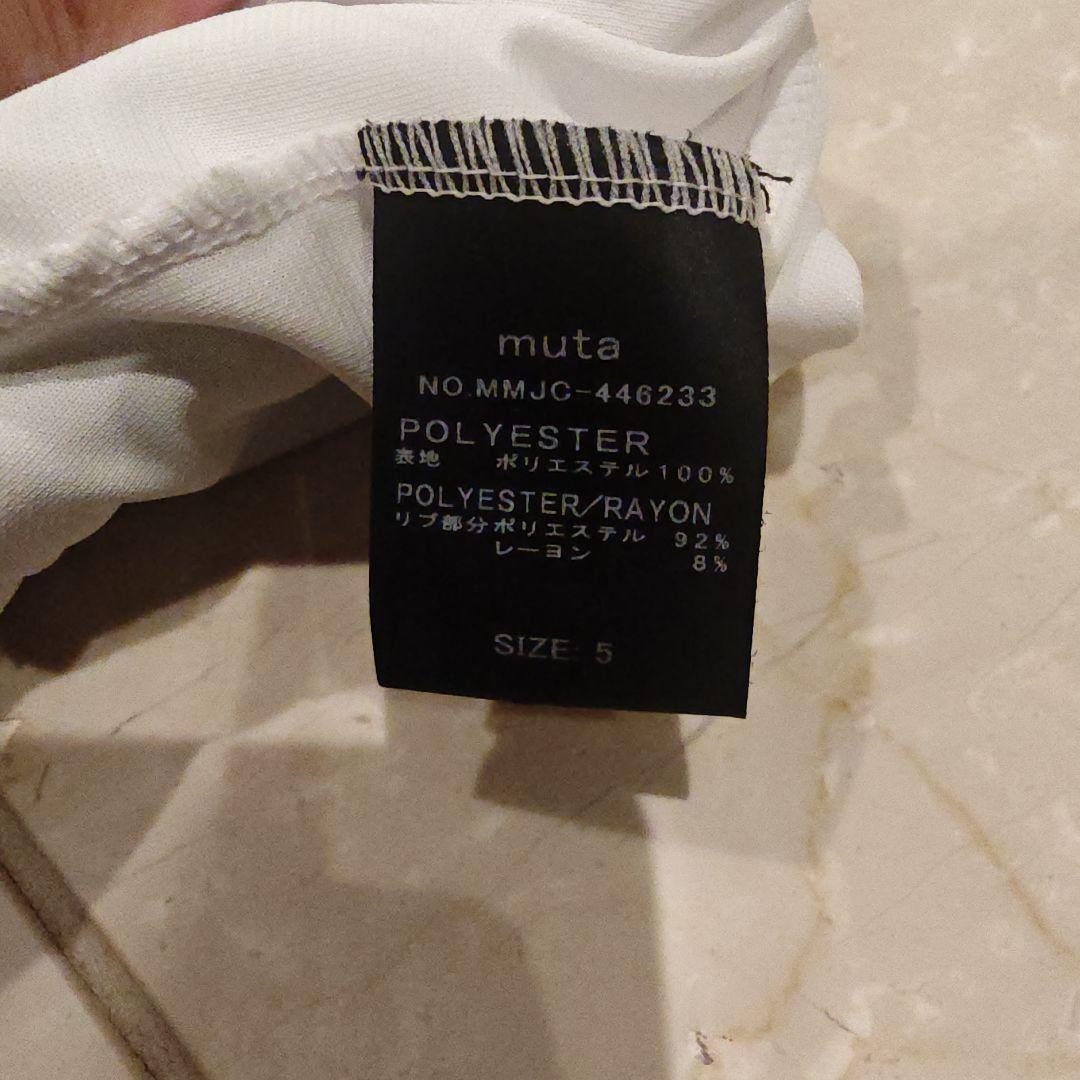 muta
NO.MMJC-446233
POLYESTER
表地 ポリエステル100%
POLYESTER/RAYON
リブ部分ポリエステル 92%
レーヨン 8%
SIZE: 5